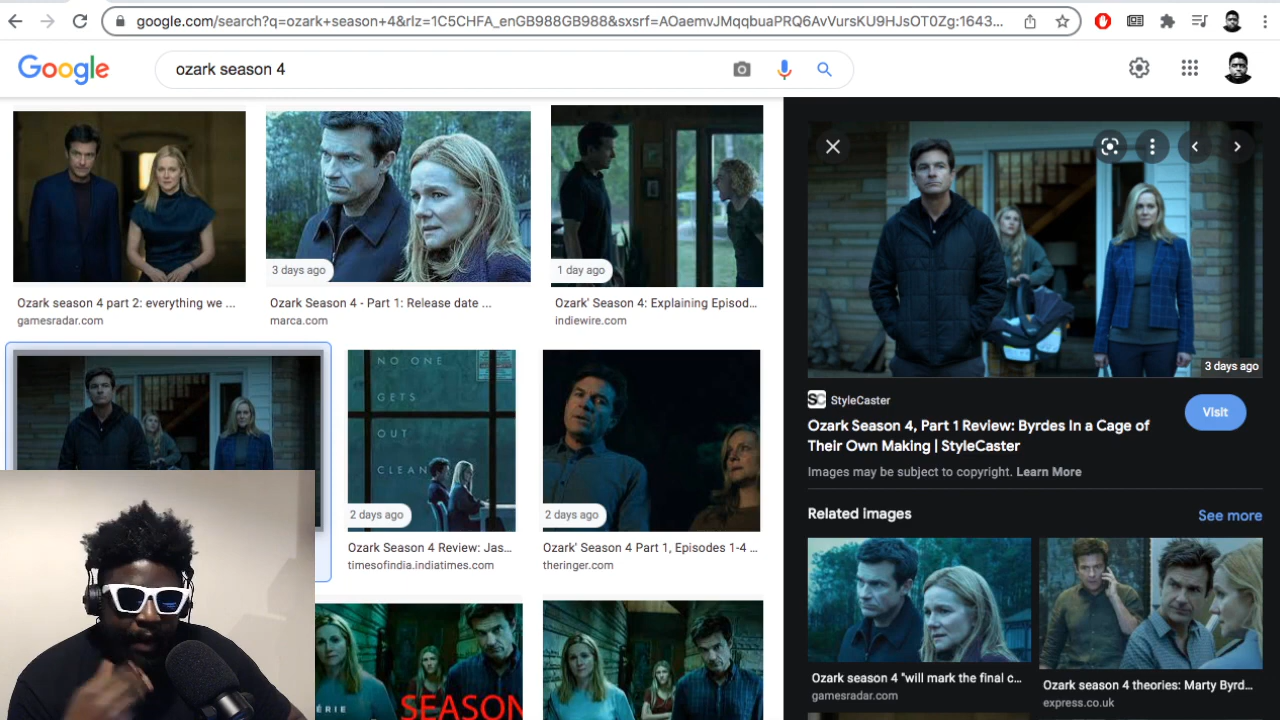 google.com/search?q=ozark+season+4&rlz=1C5CHFA_enGB988GB988&sxsrf=AOaemvJMqqbuaPRQ6AvVursKU9HJsOT0Zg:1643...
Google
ozark season 4
3 days ago
1 day ago
Ozark season 4 part 2: everything we ...
gamesradar.com
Ozark Season 4 - Part 1: Release date ...
marca.com
Ozark' Season 4: Explaining Episod...
indiewire.com
NO ONE
GETS
OUT
CLEAN
2 days ago
2 days ago
Ozark Season 4 Review: Jas...
timesofindia.indiatimes.com
Ozark' Season 4 Part 1, Episodes 1-4 ...
theringer.com
ÉRIE
SEASON
3 days ago
SC StyleCaster
Visit
Ozark Season 4, Part 1 Review: Byrdes In a Cage of
Their Own Making | StyleCaster
Images may be subject to copyright. Learn More
Related images
See more
Ozark season 4 "will mark the final c...
gamesradar.com
Ozark season 4 theories: Marty Byrd...
express.co.uk